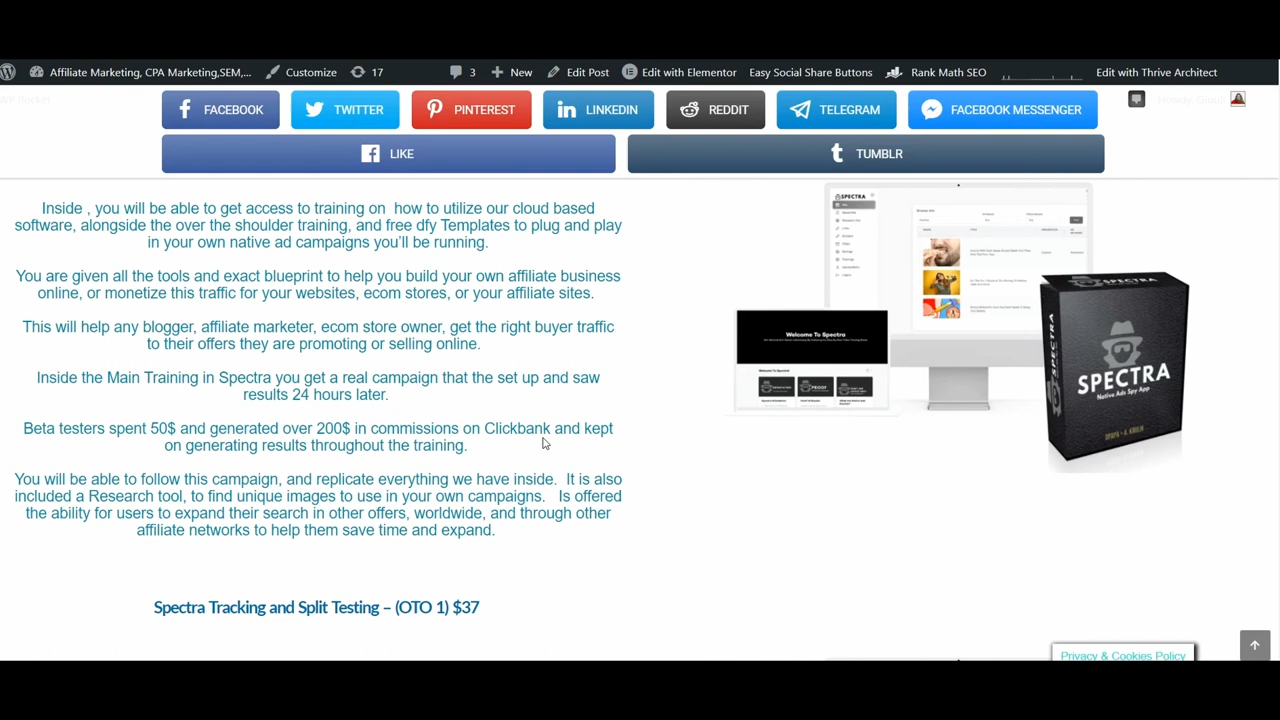 Affiliate Marketing, CPA Marketing,SEM,...
Customize
17
3
New
Edit Post
Edit with Elementor
Easy Social Share Buttons
Rank Math SEO
Edit with Thrive Architect
WP Rocket
FACEBOOK
TWITTER
PINTEREST
LINKEDIN
REDDIT
TELEGRAM
FACEBOOK MESSENGER
LIKE
TUMBLR
Inside , you will be able to get access to training on how to utilize our cloud based
software, alongside the over the shoulder training, and free dfy Templates to plug and play
in your own native ad campaigns you'll be running.
You are given all the tools and exact blueprint to help you build your own affiliate business
online, or monetize this traffic for your websites, ecom stores, or your affiliate sites.
This will help any blogger, affiliate marketer, ecom store owner, get the right buyer traffic
to their offers they are promoting or selling online.
Inside the Main Training in Spectra you get a real campaign that the set up and saw
results 24 hours later.
Beta testers spent 50$ and generated over 200$ in commissions on Clickbank and kept
on generating results throughout the training.
You will be able to follow this campaign, and replicate everything we have inside. It is also
included a Research tool, to find unique images to use in your own campaigns. Is offered
the ability for users to expand their search in other offers, worldwide, and through other
affiliate networks to help them save time and expand.
Spectra Tracking and Split Testing – (OTO 1) $37
SPECTRA
Welcome To Spectra
SPECTRA
SPECTRA
Native Ads Spy App
Privacy & Cookies Policy